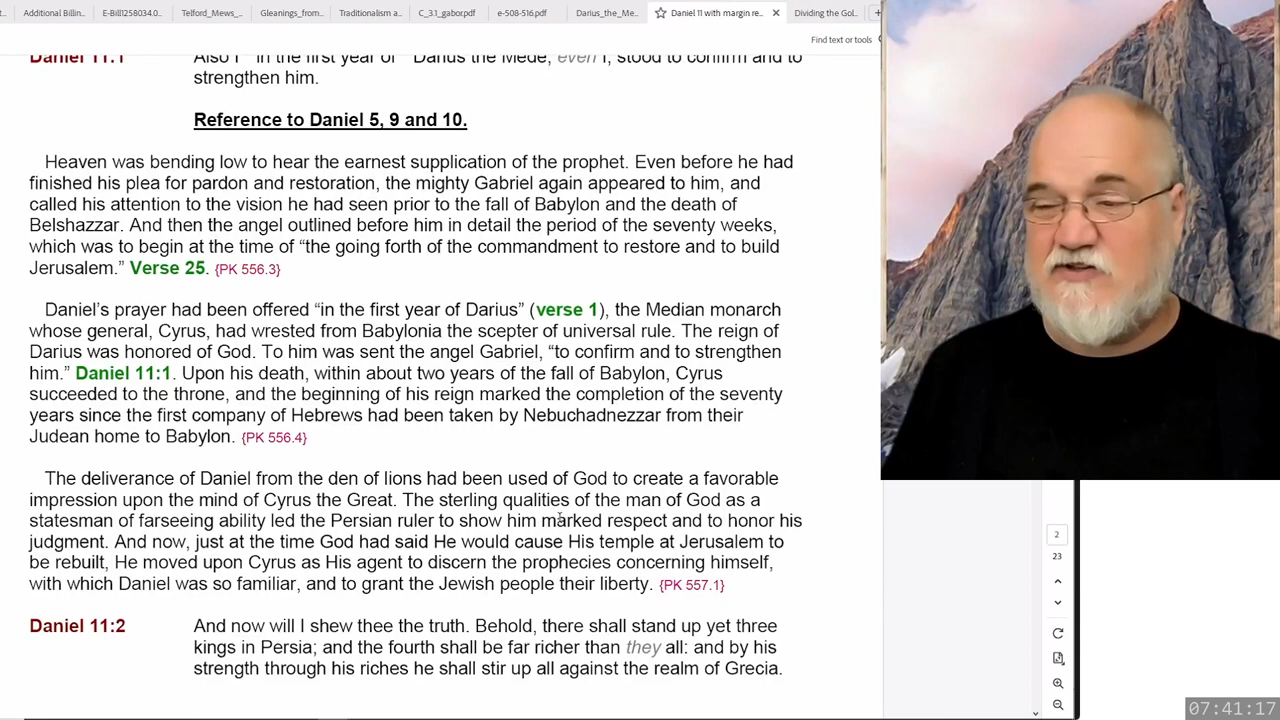 Additional Billin...
E-Bill1258034.0...
Telford_Mews_...
Gleanings_from...
Traditionalism a...
C_3.1_gabor.pdf
e-508-516.pdf
Darius_the_Me...
Daniel 11 with margin re...
Dividing the Gol...
Find text or tools
Daniel 11:1 Also I in the first year of Darius the Mede, even I, stood to confirm and to
strengthen him.
Reference to Daniel 5, 9 and 10.
Heaven was bending low to hear the earnest supplication of the prophet. Even before he had
finished his plea for pardon and restoration, the mighty Gabriel again appeared to him, and
called his attention to the vision he had seen prior to the fall of Babylon and the death of
Belshazzar. And then the angel outlined before him in detail the period of the seventy weeks,
which was to begin at the time of “the going forth of the commandment to restore and to build
Jerusalem.” Verse 25. {PK 556.3}
Daniel’s prayer had been offered “in the first year of Darius” (verse 1), the Median monarch
whose general, Cyrus, had wrested from Babylonia the scepter of universal rule. The reign of
Darius was honored of God. To him was sent the angel Gabriel, “to confirm and to strengthen
him.” Daniel 11:1. Upon his death, within about two years of the fall of Babylon, Cyrus
succeeded to the throne, and the beginning of his reign marked the completion of the seventy
years since the first company of Hebrews had been taken by Nebuchadnezzar from their
Judean home to Babylon. {PK 556.4}
The deliverance of Daniel from the den of lions had been used of God to create a favorable
impression upon the mind of Cyrus the Great. The sterling qualities of the man of God as a
statesman of farseeing ability led the Persian ruler to show him marked respect and to honor his
judgment. And now, just at the time God had said He would cause His temple at Jerusalem to
be rebuilt, He moved upon Cyrus as His agent to discern the prophecies concerning himself,
with which Daniel was so familiar, and to grant the Jewish people their liberty. {PK 557.1}
Daniel 11:2 And now will I shew thee the truth. Behold, there shall stand up yet three
kings in Persia; and the fourth shall be far richer than they all: and by his
strength through his riches he shall stir up all against the realm of Grecia.
2
23
07:41:17